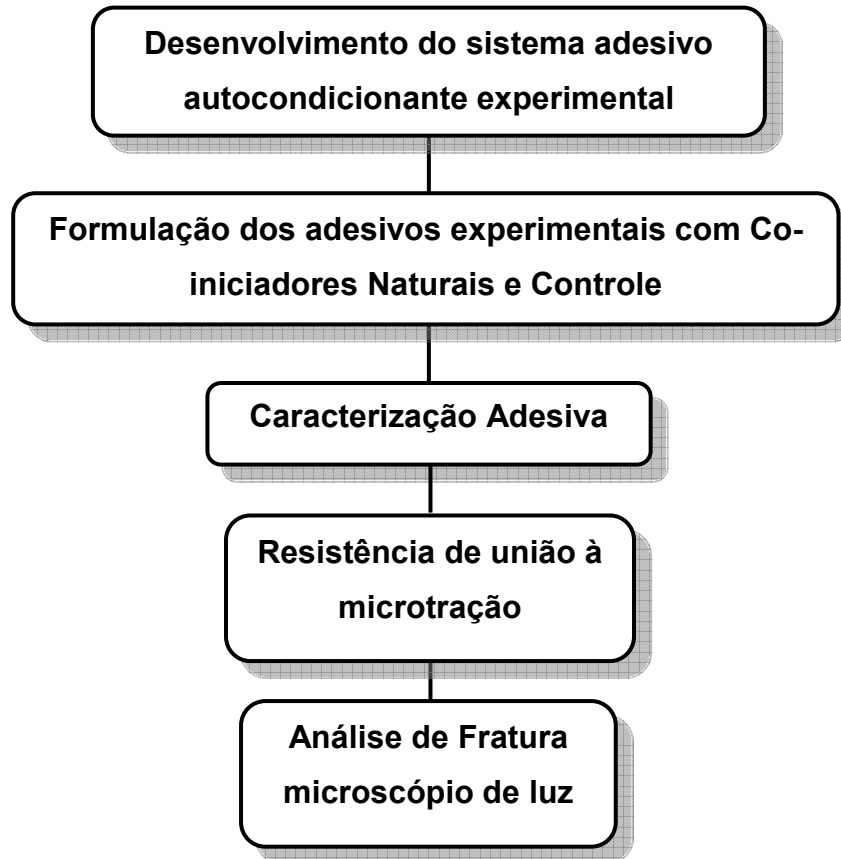 Desenvolvimento do sistema adesivo
autocondicionante experimental
Formulação dos adesivos experimentais com Co-
iniciadores Naturais e Controle
Caracterização Adesiva
Resistência de união à
microtração
Análise de Fratura
microscópio de luz